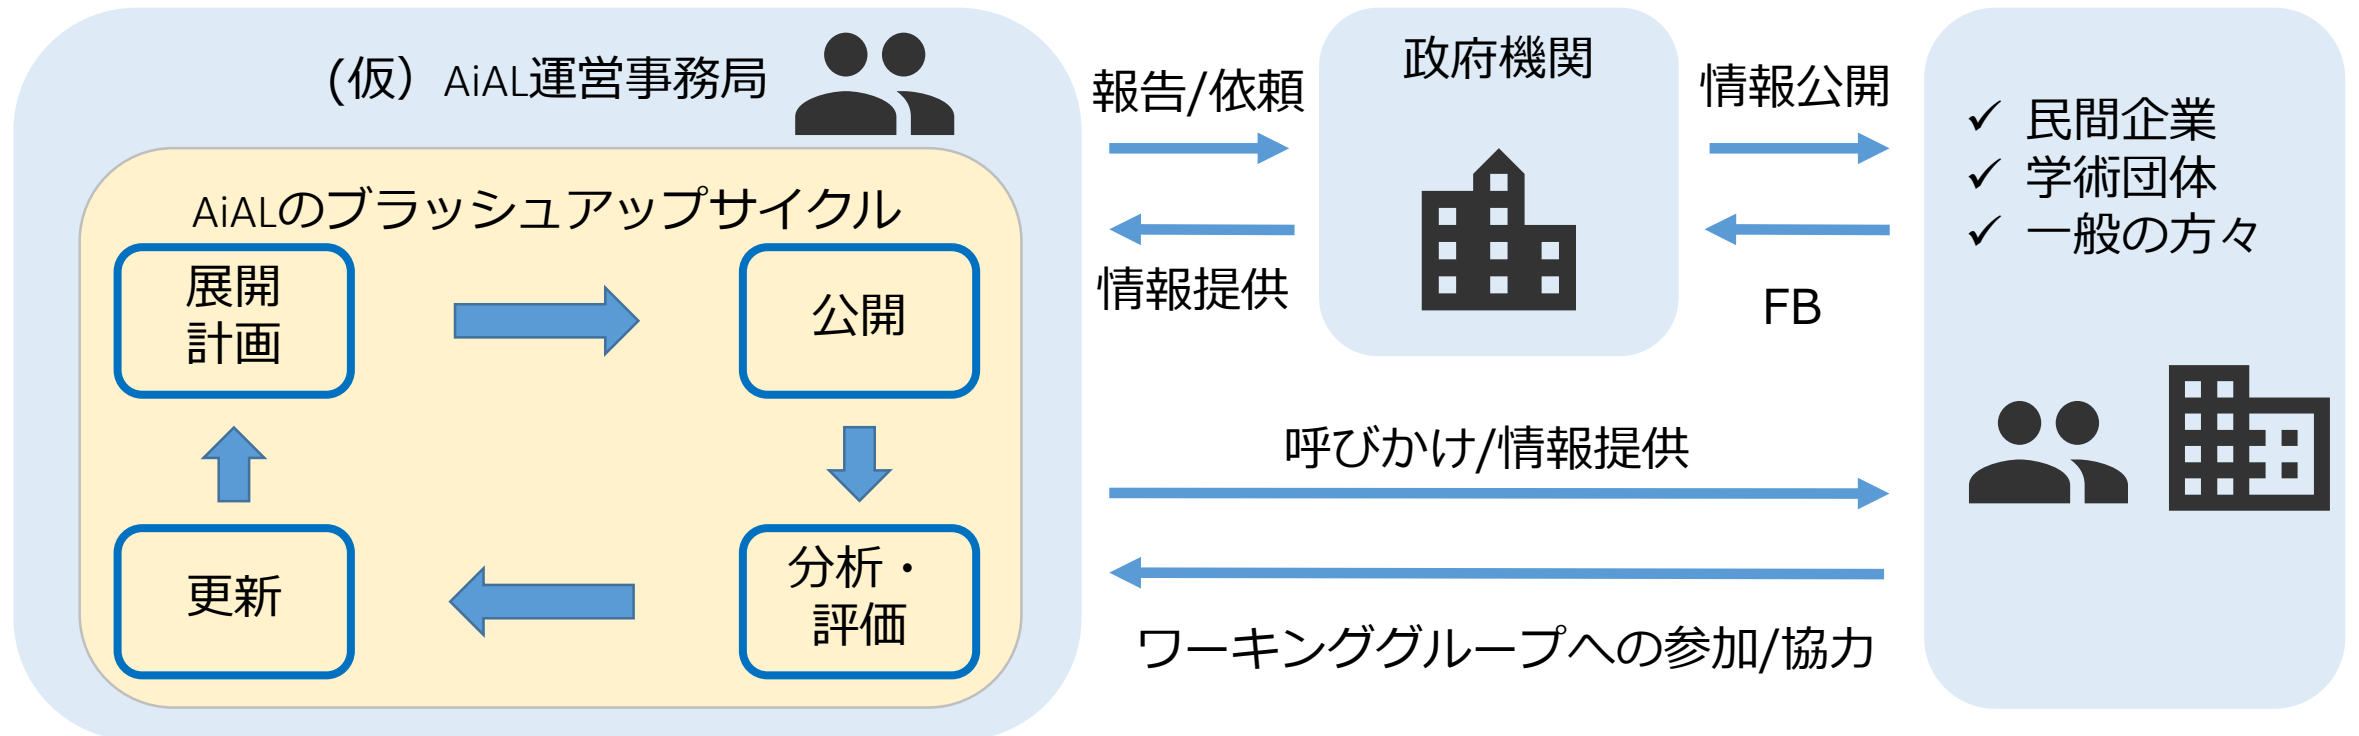 (仮）AiAL運営事務局
AiALのブラッシュアップサイクル
展開
計画
公開
分析・
評価
更新
報告/依頼
情報提供
政府機関
情報公開
FB
✓ 民間企業
✓ 学術団体
✓ 一般の方々
呼びかけ/情報提供
ワーキンググループへの参加/協力